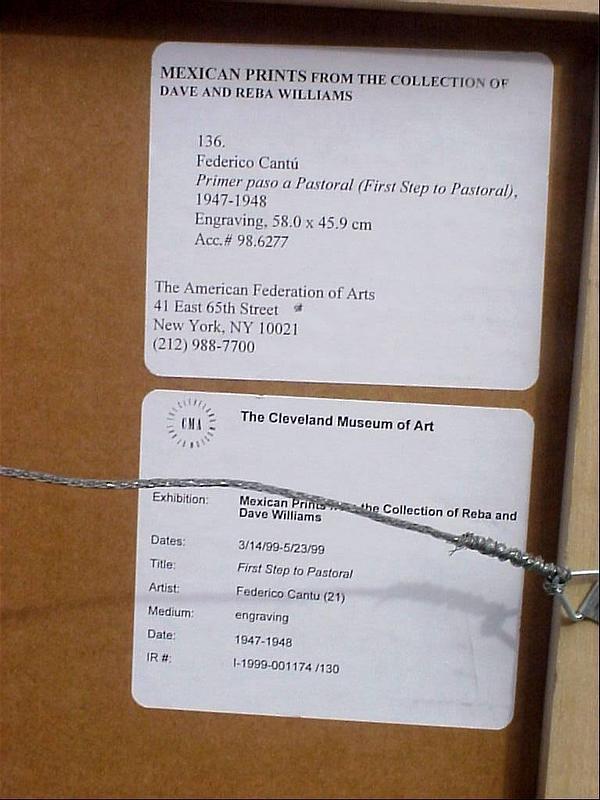 MEXICAN PRINTS FROM THE COLLECTION OF
DAVE AND REBA WILLIAMS
136.
Federico Cantú
Primer paso a Pastoral (First Step to Pastoral),
1947-1948
Engraving, 58.0 x 45.9 cm
Acc.# 98.6277
The American Federation of Arts
41 East 65th Street
New York, NY 10021
(212) 988-7700
CMA
The Cleveland Museum of Art
Exhibition: Mexican Prints the Collection of Reba and
Dave Williams
Dates: 3/14/99-5/23/99
Title: First Step to Pastoral
Artist: Federico Cantu (21)
Medium: engraving
Date: 1947-1948
IR #: I-1999-001174 /130